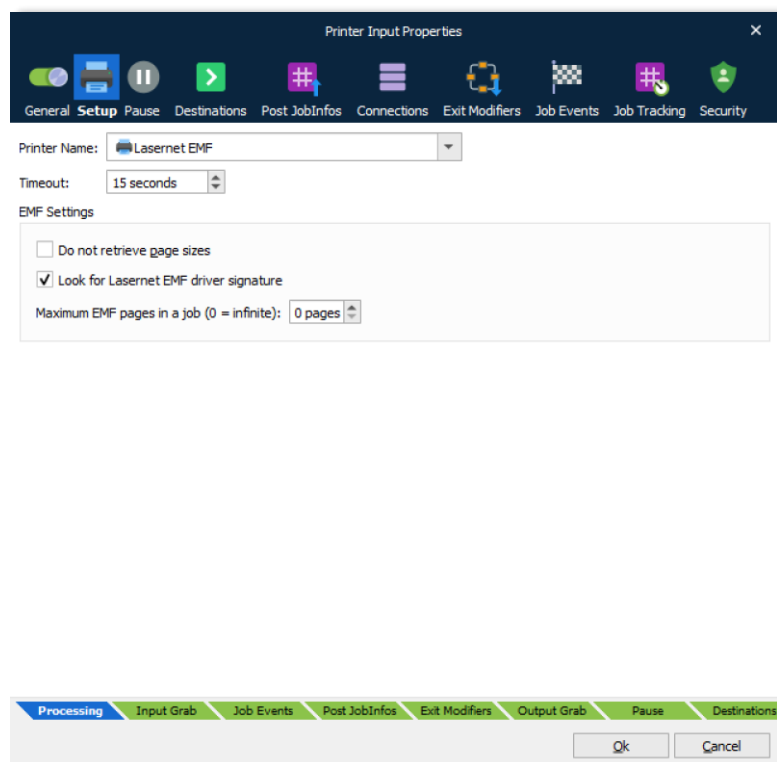 Printer Input Properties
General Setup Pause Destinations Post JobInfos Connections Exit Modifiers Job Events Job Tracking Security
Printer Name: Lasernet EMF
Timeout: 15 seconds
EMF Settings
Do not retrieve page sizes
Look for Lasernet EMF driver signature
Maximum EMF pages in a job (0 = infinite): 0 pages
Processing Input Grab Job Events Post JobInfos Exit Modifiers Output Grab Pause Destinations
Ok Cancel